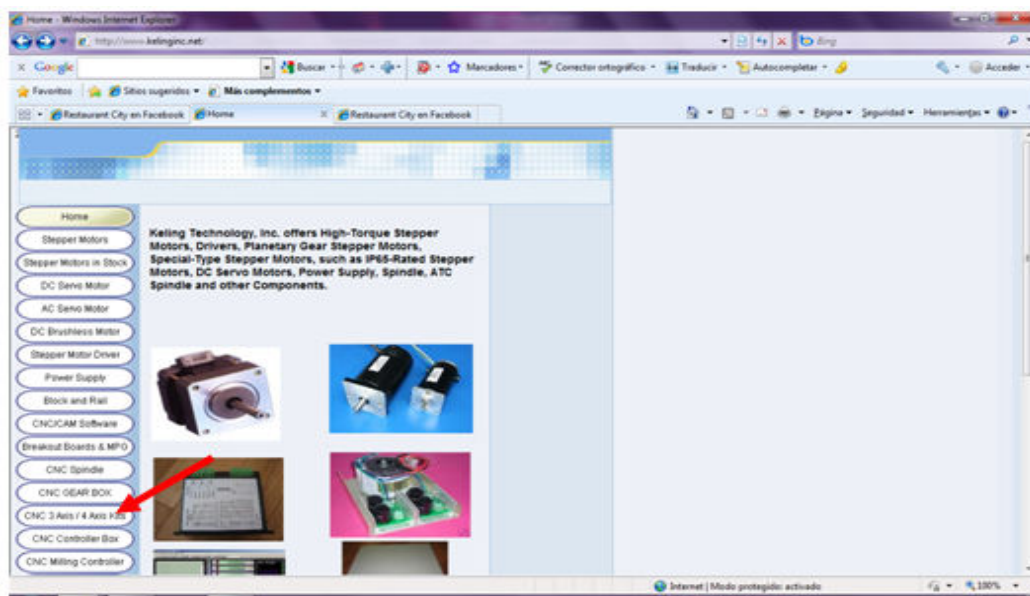 Home - Windows Internet Explorer
http://www.kelinginc.net/
Bing
Google
Buscar
Marcadores
Corrector ortográfico
Traducir
Autocompletar
Acceder
Favoritos
Sitios sugeridos
Más complementos
Restaurant City en Facebook
Home
X
Restaurant City en Facebook
Página
Seguridad
Herramientas
Home
Stepper Motors
Stepper Motors in Stock
DC Servo Motor
AC Servo Motor
DC Brushless Motor
Stepper Motor Driver
Power Supply
Block and Rail
CNC/CAM Software
Breakout Boards & MPG
CNC Spindle
CNC GEAR BOX
CNC 3 Axis / 4 Axis Kits
CNC Controller Box
CNC Milling Controller
Keling Technology, Inc. offers High-Torque Stepper
Motors, Drivers, Planetary Gear Stepper Motors,
Special-Type Stepper Motors, such as IP65-Rated Stepper
Motors, DC Servo Motors, Power Supply, Spindle, ATC
Spindle and other Components.
Internet | Modo protegido: activado
100%